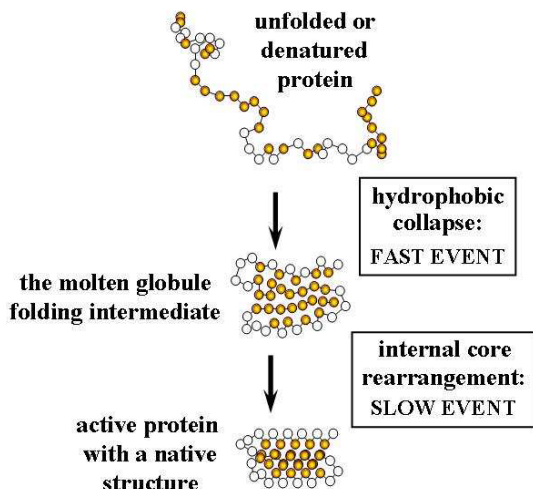 unfolded or
denatured
protein
hydrophobic
collapse:
FAST EVENT
the molten globule
folding intermediate
internal core
rearrangement:
SLOW EVENT
active protein
with a native
structure